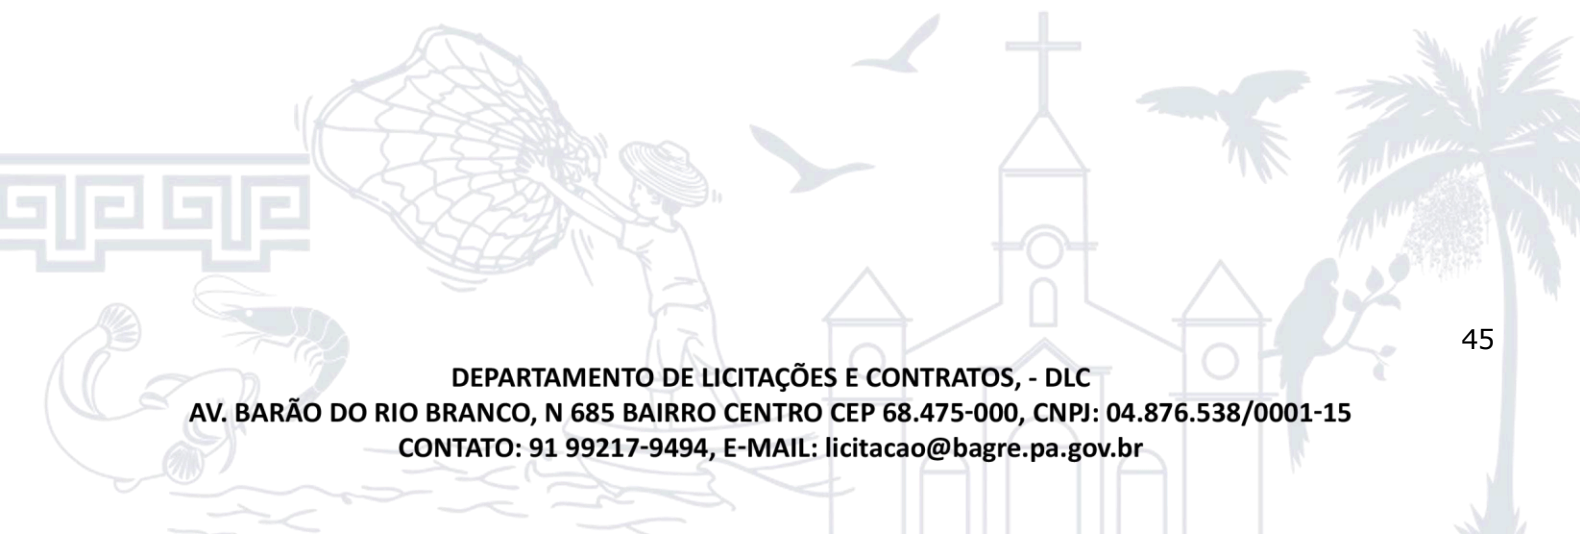 45
DEPARTAMENTO DE LICITAÇÕES E CONTRATOS, - DLC
AV. BARÃO DO RIO BRANCO, N 685 BAIRRO CENTRO CEP 68.475-000, CNPJ: 04.876.538/0001-15
CONTATO: 91 99217-9494, E-MAIL: licitacao@bagre.pa.gov.br